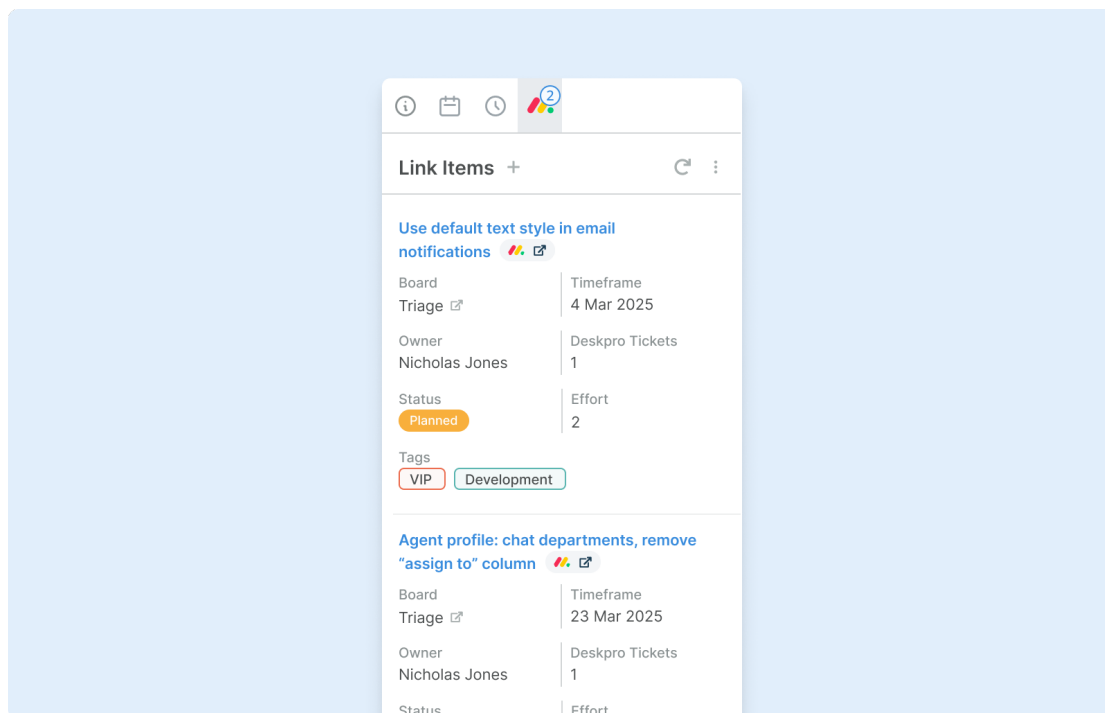 2
Link Items
Use default text style in email
notifications
Board
Timeframe
Triage
4 Mar 2025
Owner
Deskpro Tickets
Nicholas Jones
1
Status
Effort
Planned
2
Tags
VIP
Development
Agent profile: chat departments, remove
“assign to” column
Board
Timeframe
Triage
23 Mar 2025
Owner
Deskpro Tickets
Nicholas Jones
1
Status
Effort